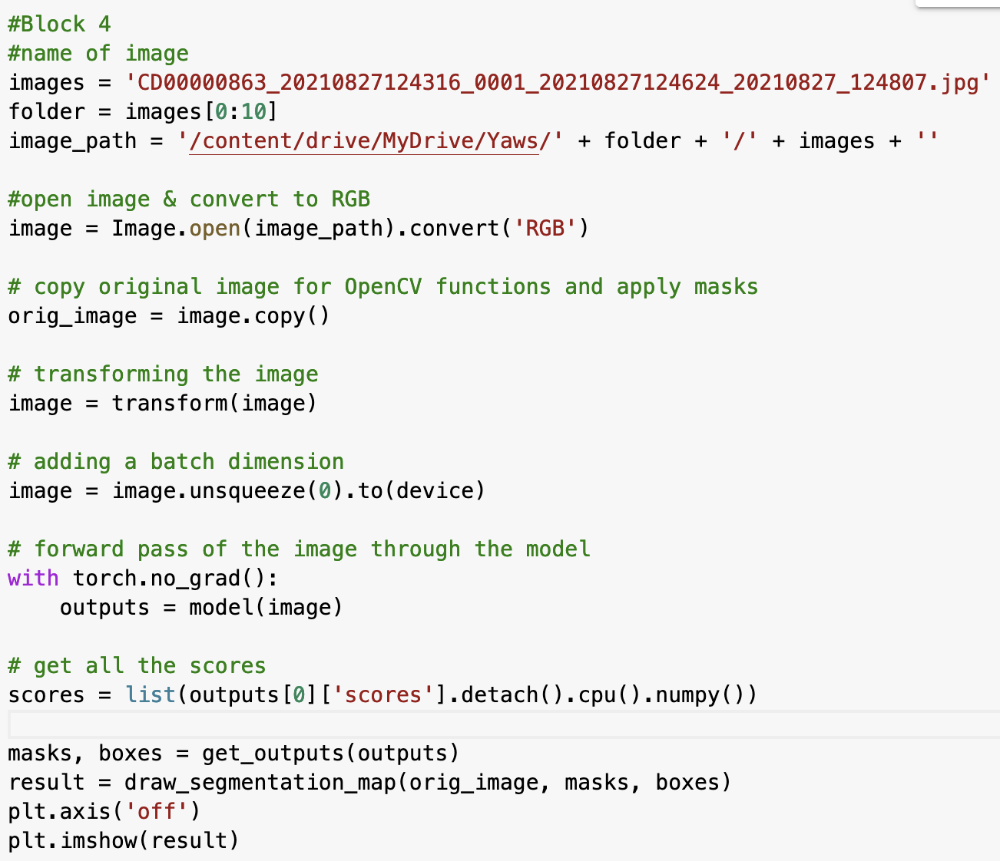 #Block 4
#name of image
images = 'CD00000863_20210827124316_0001_20210827124624_20210827_124807.jpg'
folder = images[0:10]
image_path = '/content/drive/MyDrive/Yaws/' + folder + '/' + images + ''
#open image & convert to RGB
image = Image.open(image_path).convert('RGB')
# copy original image for OpenCV functions and apply masks
orig_image = image.copy()
# transforming the image
image = transform(image)
# adding a batch dimension
image = image.unsqueeze(0).to(device)
# forward pass of the image through the model
with torch.no_grad():
    outputs = model(image)
# get all the scores
scores = list(outputs[0]['scores'].detach().cpu().numpy())
masks, boxes = get_outputs(outputs)
result = draw_segmentation_map(orig_image, masks, boxes)
plt.axis('off')
plt.imshow(result)